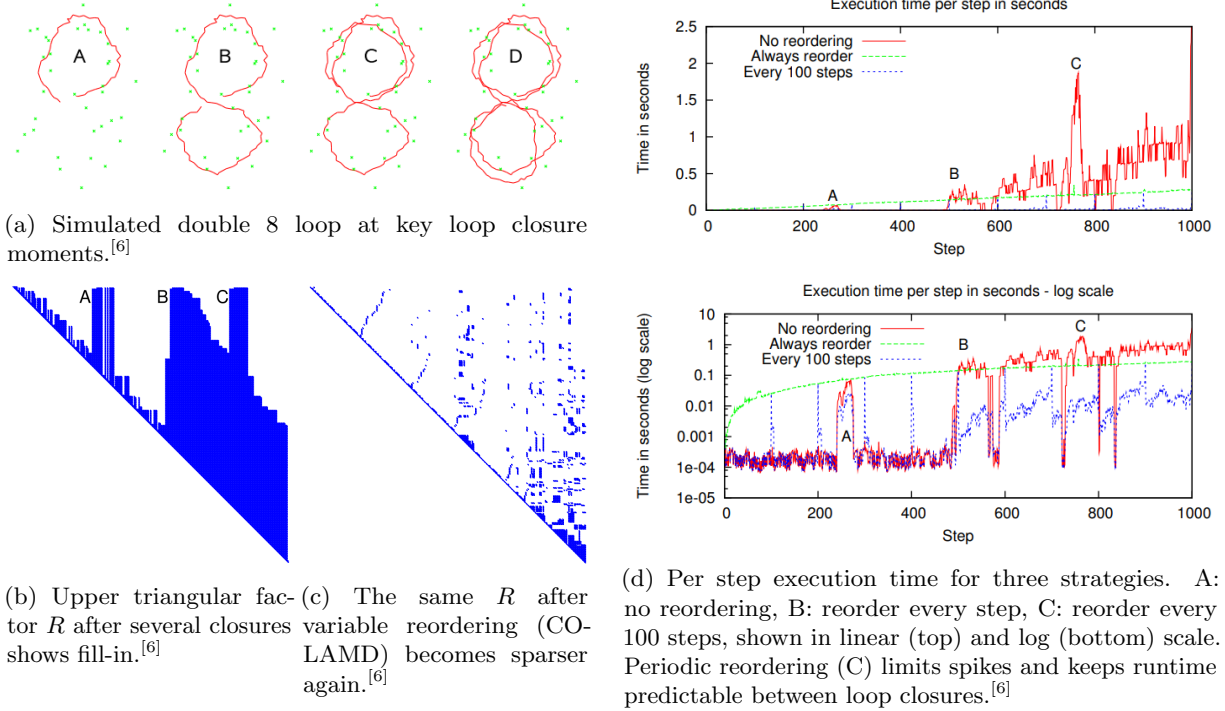 A
B
C
D
(a) Simulated double 8 loop at key loop closure
moments.[6]
A
B
C
(b) Upper triangular fac-
tor R after several closures
shows fill-in.[6]
(c) The same R after
variable reordering (CO-
LAMD) becomes sparser
again.[6]
Execution time per step in seconds
No reordering
Always reorder
Every 100 steps
A
B
C
Time in seconds
2.5
2
1.5
1
0.5
0
0
200
400
600
800
1000
Step
Execution time per step in seconds - log scale
No reordering
Always reorder
Every 100 steps
A
B
C
Time in seconds (log scale)
10
1
0.1
0.01
0.001
1e-04
1e-05
0
200
400
600
800
1000
Step
(d) Per step execution time for three strategies. A:
no reordering, B: reorder every step, C: reorder every
100 steps, shown in linear (top) and log (bottom) scale.
Periodic reordering (C) limits spikes and keeps runtime
predictable between loop closures.[6]